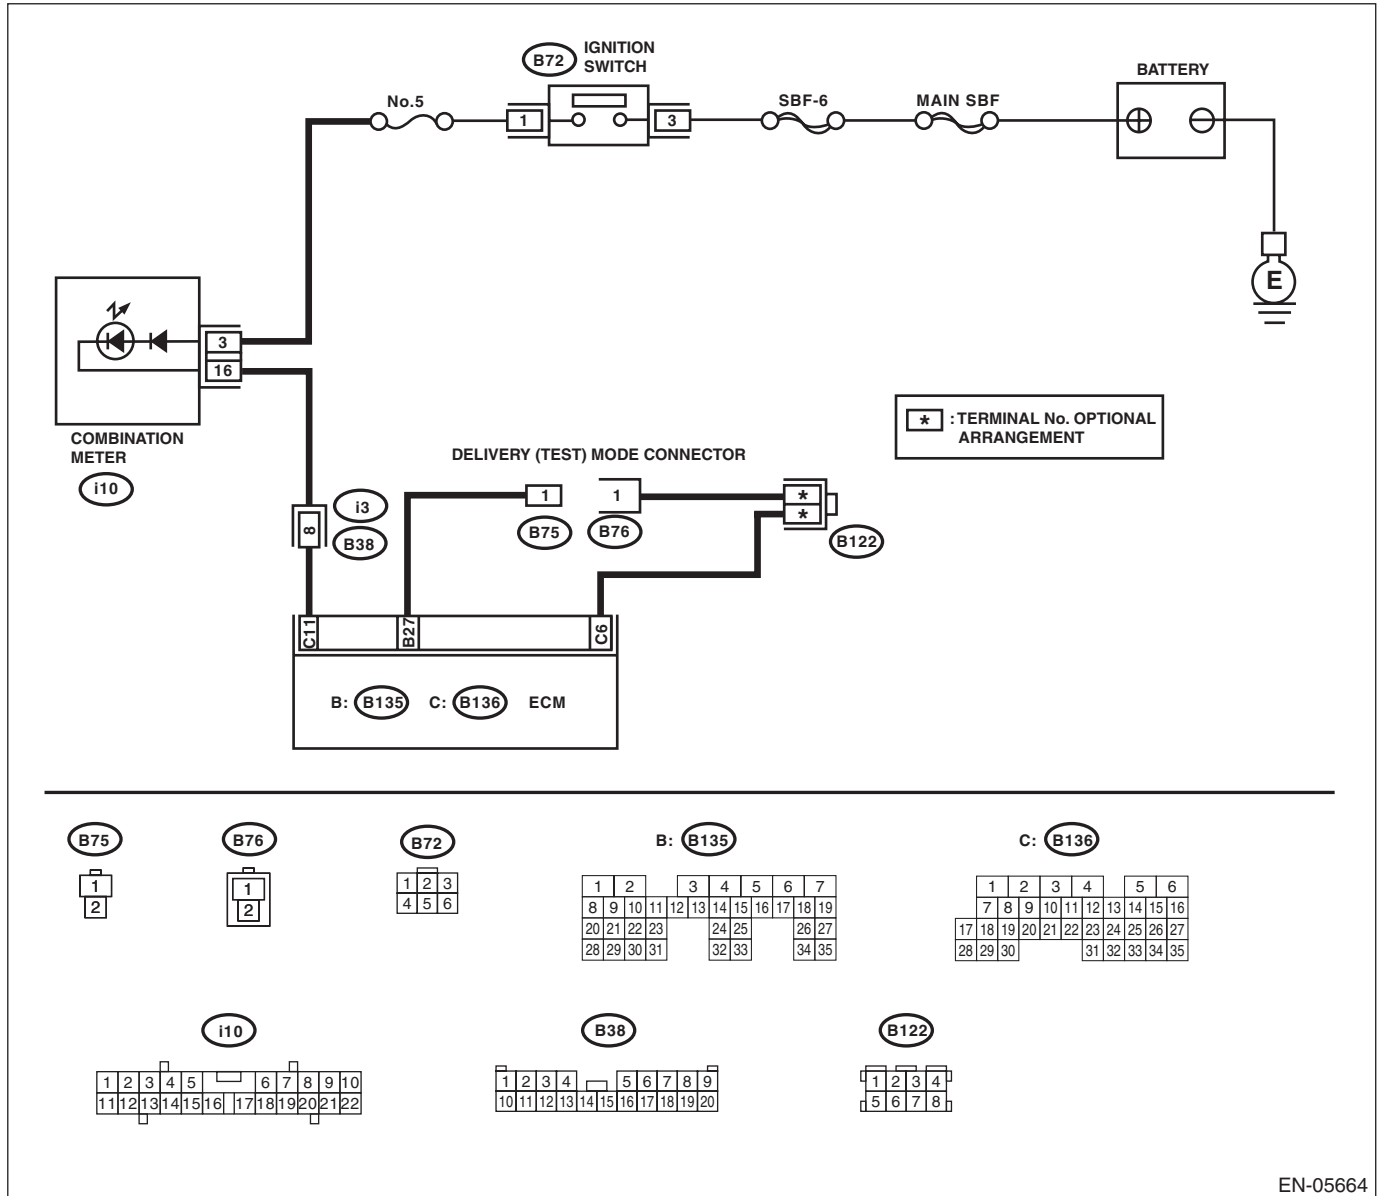 B72 IGNITION
SWITCH
BATTERY
No.5
SBF-6
MAIN SBF
1
3
E
3
16
COMBINATION
METER
i10
* : TERMINAL No. OPTIONAL
ARRANGEMENT
DELIVERY (TEST) MODE CONNECTOR
1
1
*
*
B75
B76
B122
8
i3
B38
C11
B27
C6
B: B135 C: B136 ECM
B75
B76
B72
B: B135
C: B136
1
2
1
2
1 2 3
4 5 6
1 2 3 4 5 6 7
8 9 10 11 12 13 14 15 16 17 18 19
20 21 22 23 24 25 26 27
28 29 30 31 32 33 34 35
1 2 3 4 5 6
7 8 9 10 11 12 13 14 15 16
17 18 19 20 21 22 23 24 25 26 27
28 29 30 31 32 33 34 35
i10
B38
B122
1 2 3 4 5 6 7 8 9 10
11 12 13 14 15 16 17 18 19 20 21 22
1 2 3 4 5 6 7 8 9
10 11 12 13 14 15 16 17 18 19 20
1 2 3 4
5 6 7 8
EN-05664